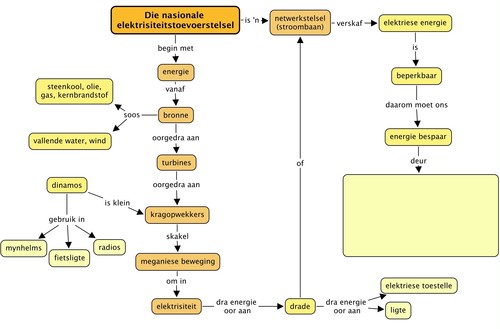 Die nasionale
elektrisiteitstoevoerstelsel
is 'n
netwerkstelsel
(stroombaan)
verskaf
elektriese energie
begin met
is
energie
beperkbaar
vanaf
steenkool, olie,
gas, kernbrandstof
soos
bronne
daarom moet ons
vallende water, wind
oorgedra aan
energie bespaar
turbines
deur
oorgedra aan
of
dinamos
is klein
kragopwekkers
gebruik in
skakel
mynhelms
fietsligte
radios
meganiese beweging
om in
elektrisiteit
dra energie
oor aan
drade
dra energie
oor aan
elektriese toestelle
ligte